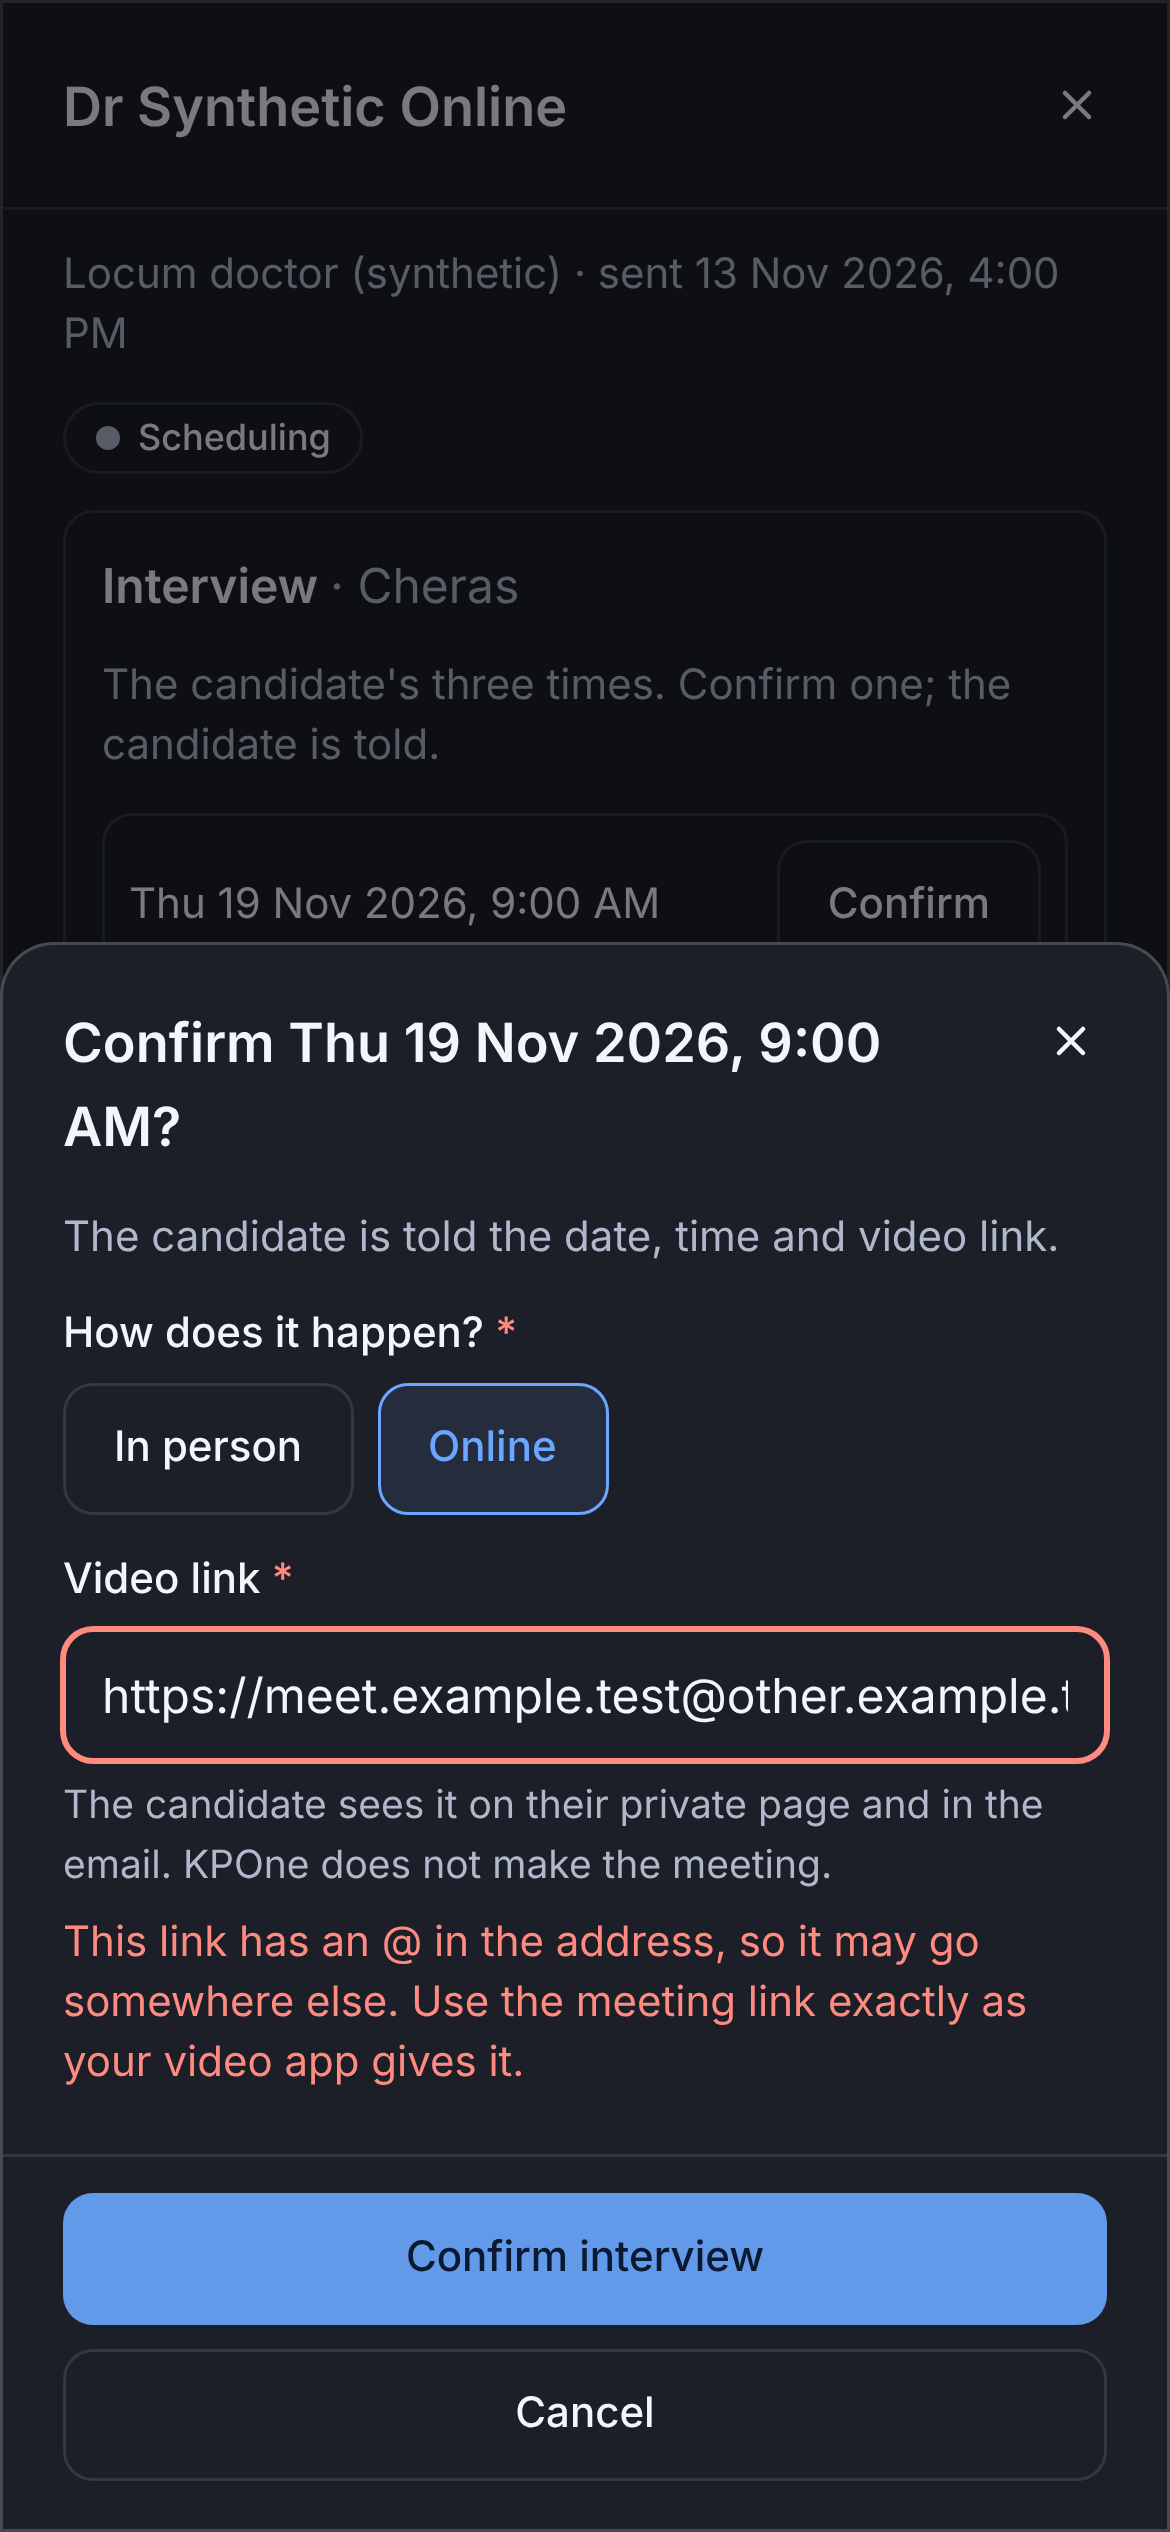 Dr Synthetic Online
Locum doctor (synthetic) · sent 13 Nov 2026, 4:00
PM
Scheduling
Interview · Cheras
The candidate's three times. Confirm one; the
candidate is told.
Thu 19 Nov 2026, 9:00 AM
Confirm
Confirm Thu 19 Nov 2026, 9:00
AM?
The candidate is told the date, time and video link.
How does it happen? *
In person
Online
Video link *
https://meet.example.test@other.example.t
The candidate sees it on their private page and in the
email. KPOne does not make the meeting.
This link has an @ in the address, so it may go
somewhere else. Use the meeting link exactly as
your video app gives it.
Confirm interview
Cancel